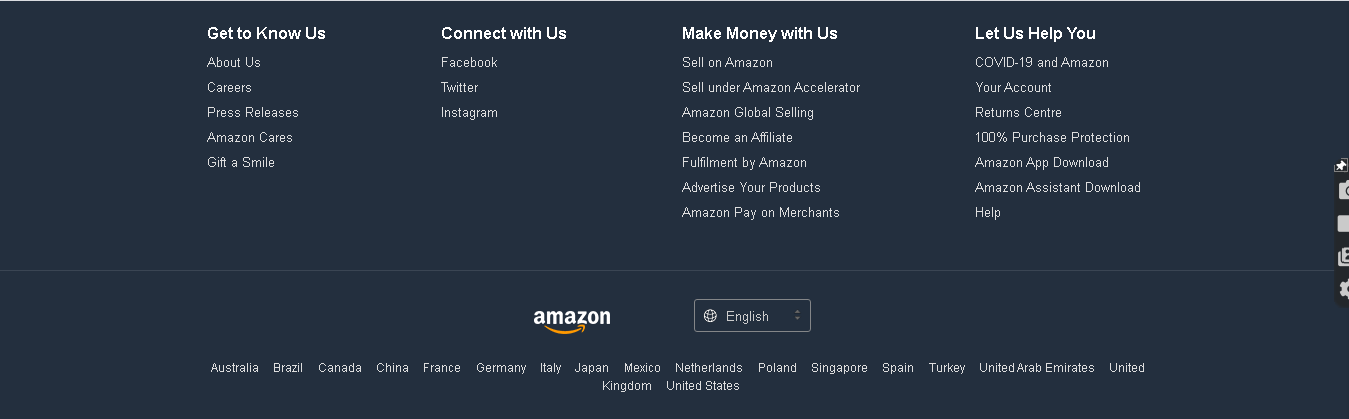 Get to Know Us
About Us
Careers
Press Releases
Amazon Cares
Gift a Smile
Connect with Us
Facebook
Twitter
Instagram
Make Money with Us
Sell on Amazon
Sell under Amazon Accelerator
Amazon Global Selling
Become an Affiliate
Fulfilment by Amazon
Advertise Your Products
Amazon Pay on Merchants
Let Us Help You
COVID-19 and Amazon
Your Account
Returns Centre
100% Purchase Protection
Amazon App Download
Amazon Assistant Download
Help
amazon
English
Australia Brazil Canada China France Germany Italy Japan Mexico Netherlands Poland Singapore Spain Turkey United Arab Emirates United
Kingdom United States